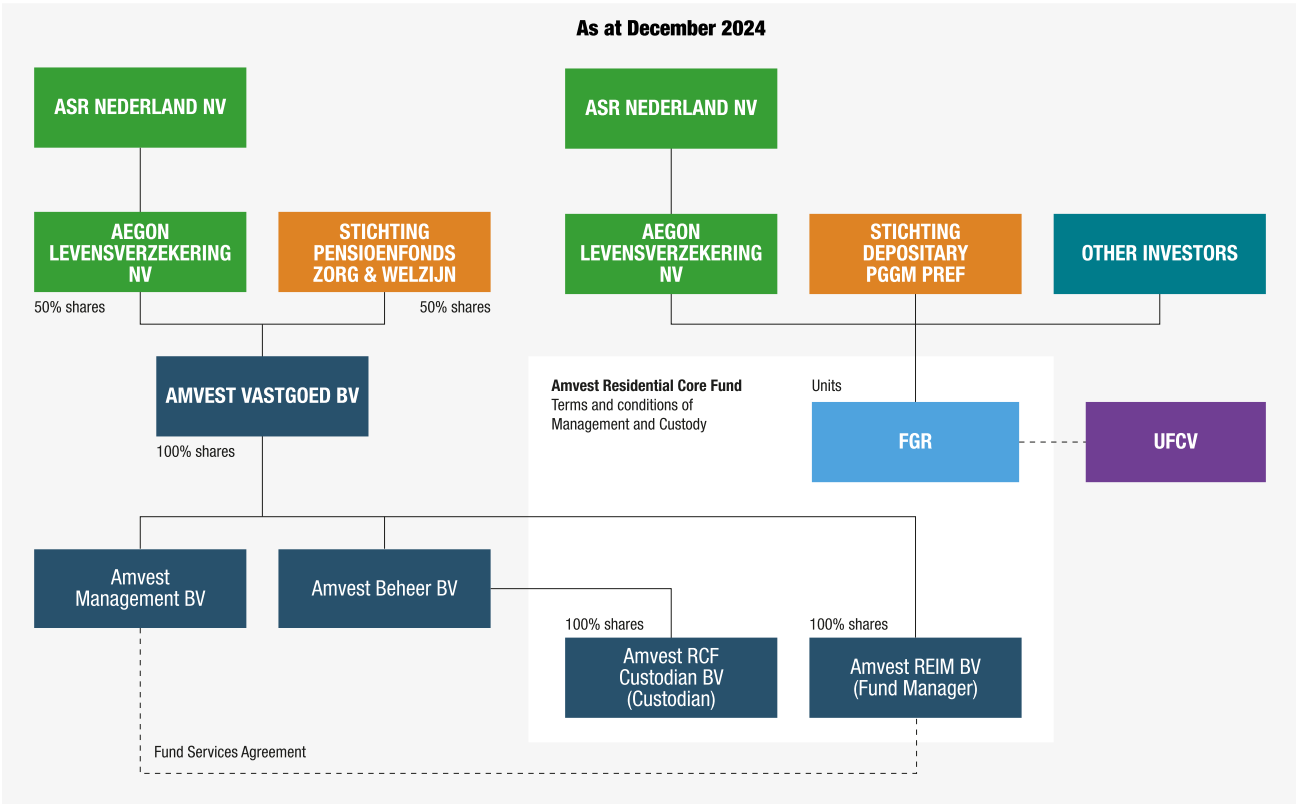 As at December 2024
ASR NEDERLAND NV
ASR NEDERLAND NV
AEGON
LEVENSVERZEKERING
NV
STICHTING
PENSIOENFONDS
ZORG & WELZIJN
AEGON
LEVENSVERZEKERING
NV
STICHTING
DEPOSITARY
PGGM PREF
OTHER INVESTORS
50% shares
50% shares
AMVEST VASTGOED BV
100% shares
Amvest Residential Core Fund
Terms and conditions of
Management and Custody
Units
FGR
UFCV
Amvest
Management BV
Amvest Beheer BV
100% shares
Amvest RCF
Custodian BV
(Custodian)
100% shares
Amvest REIM BV
(Fund Manager)
Fund Services Agreement